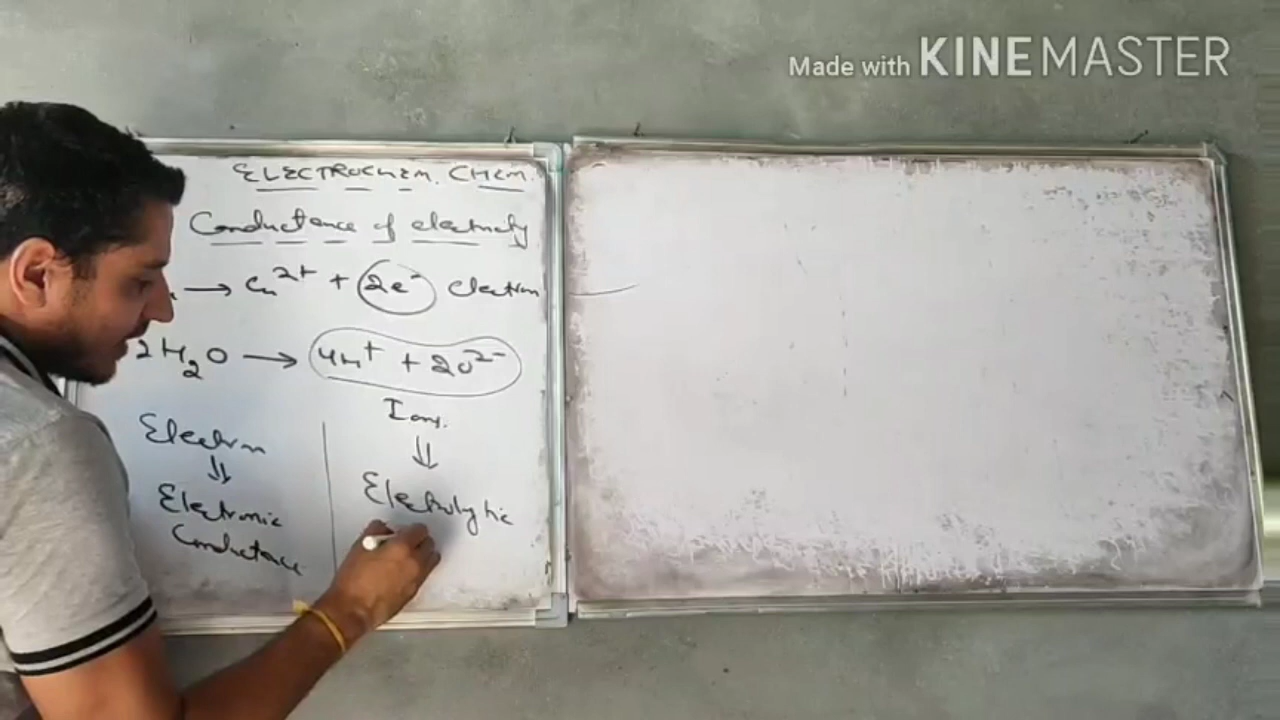 Made with KINEMASTER
ELECTROCHEM. CHEM.
Conductance of electricity
→ Cu²⁺ + 2e⁻ electron
2H₂O → 4H⁺ + 2O²⁻
Electron
⇓
Electronic
Conductance
Ions.
⇓
Electrolytic